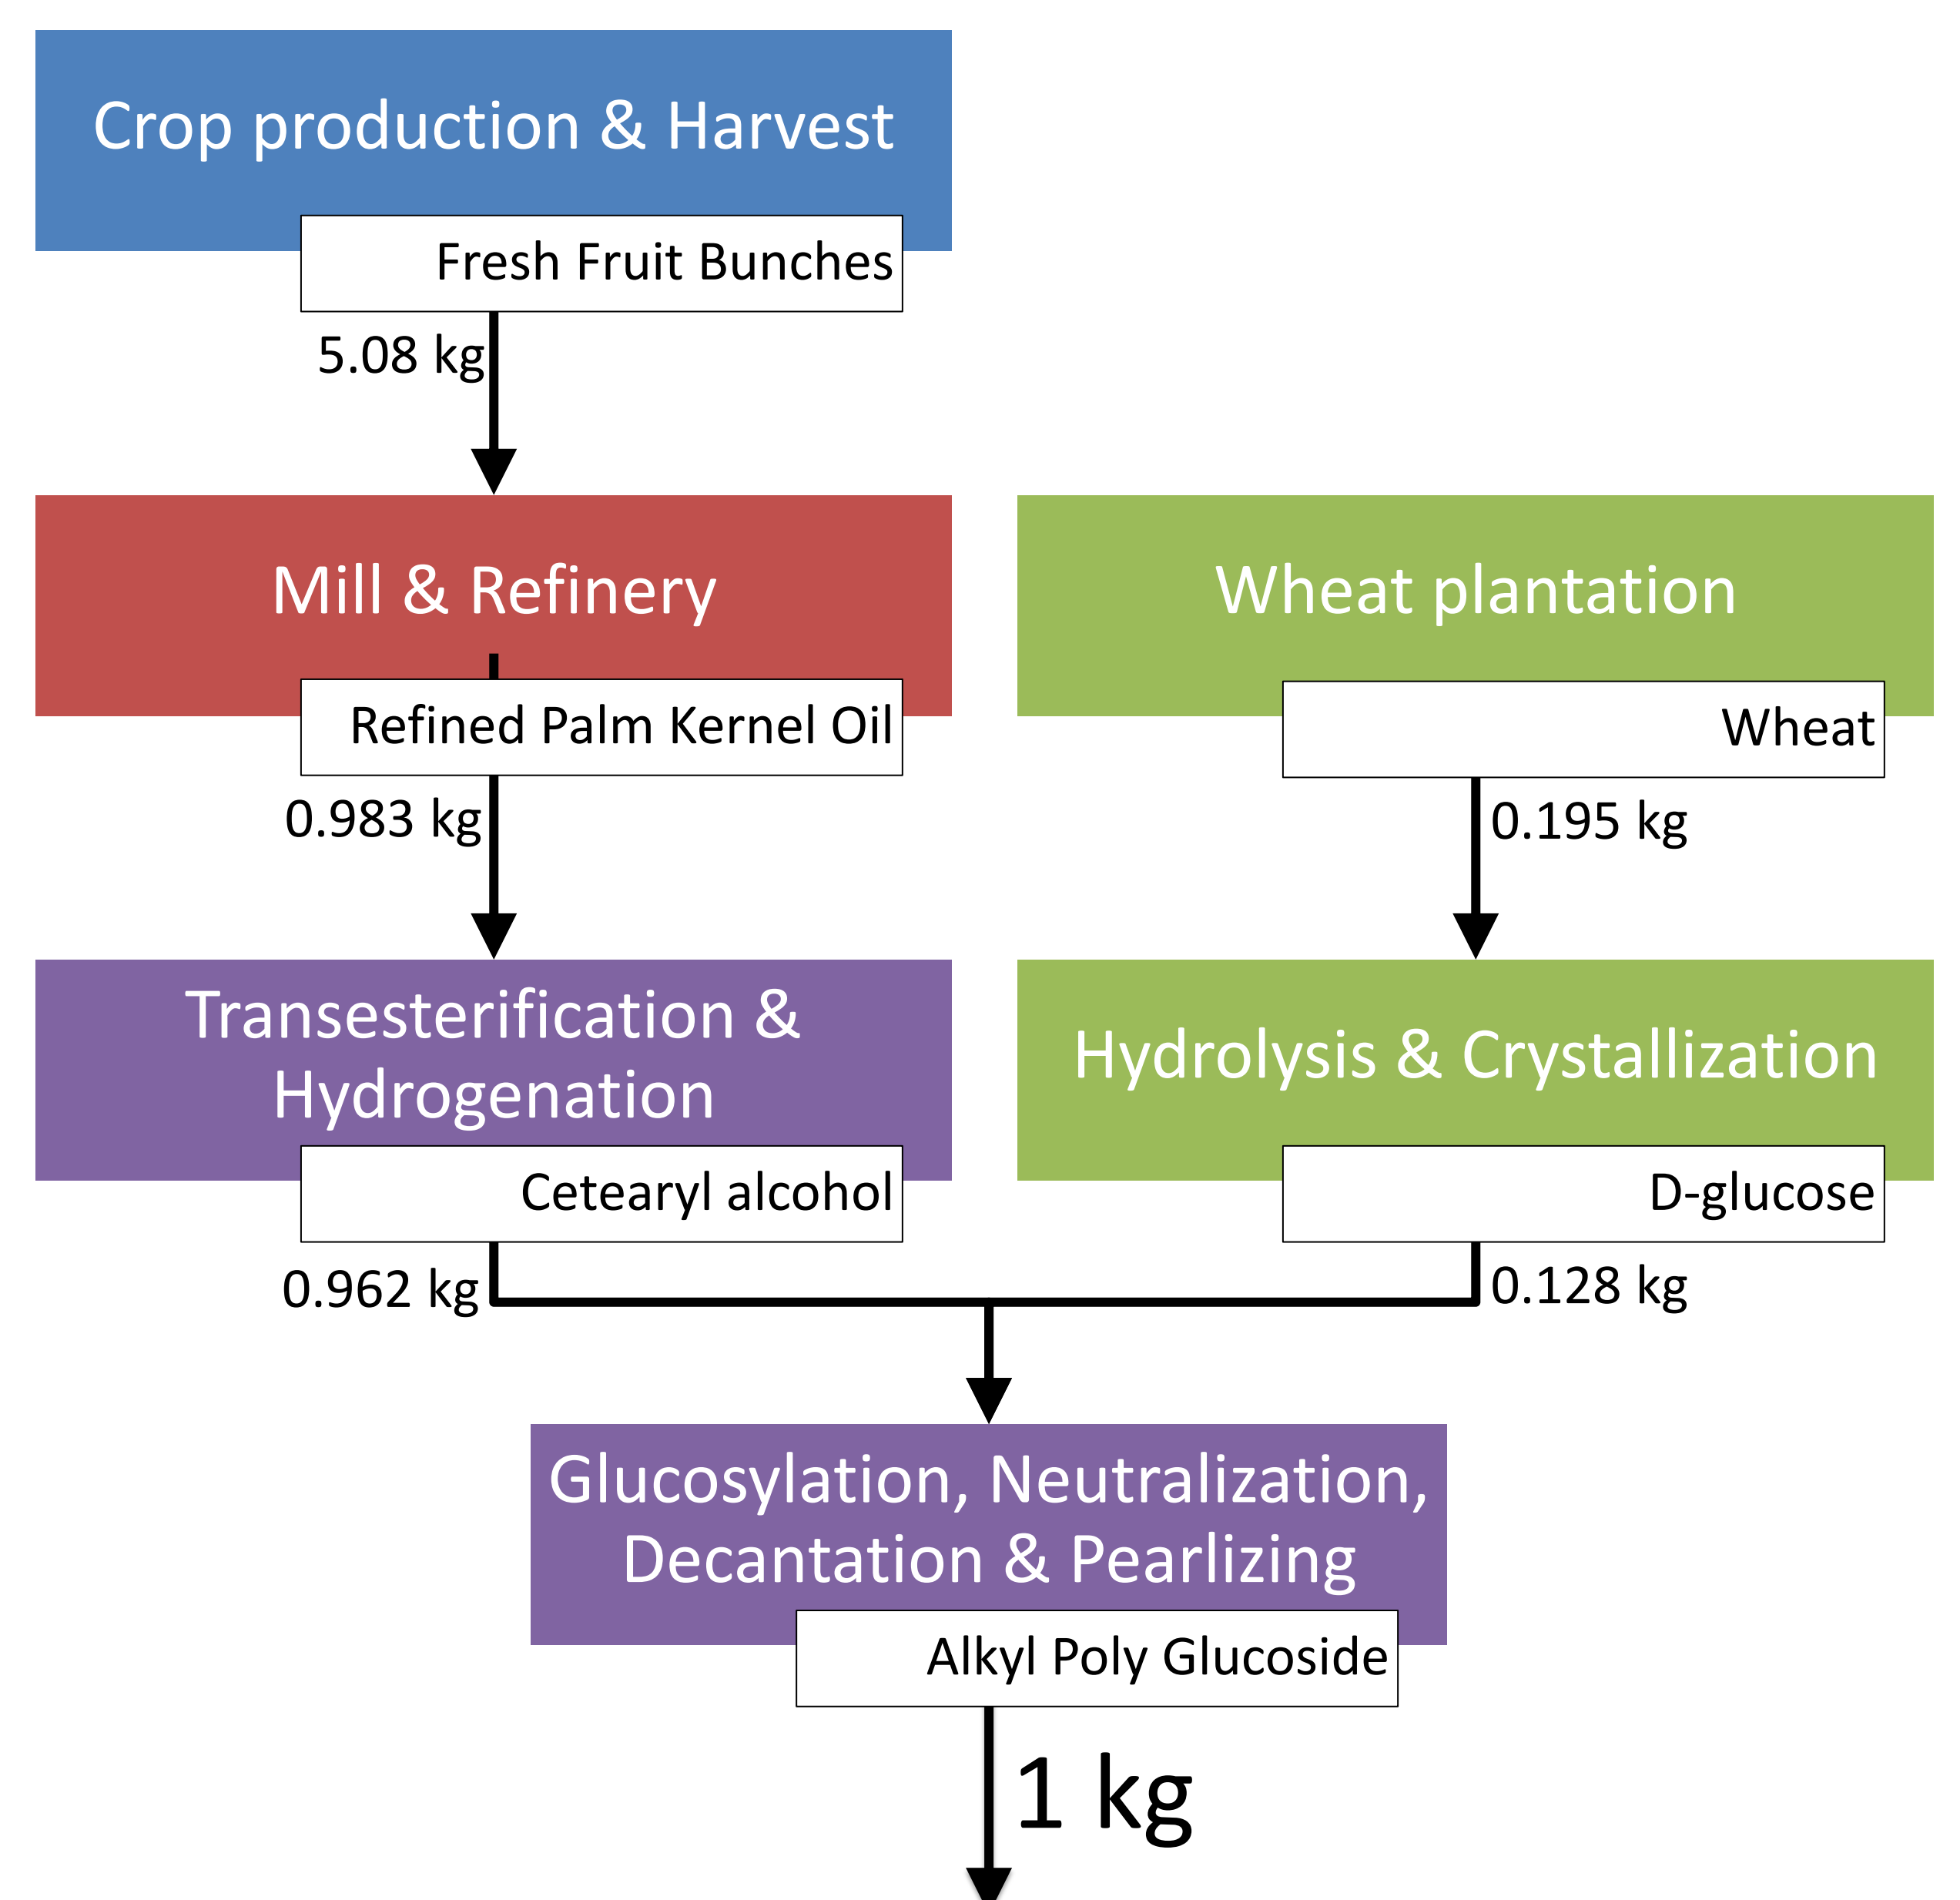 Crop production & Harvest
Fresh Fruit Bunches
5.08 kg
Mill & Refinery
Refined Palm Kernel Oil
0.983 kg
Wheat plantation
Wheat
0.195 kg
Transesterification &
Hydrogenation
Cetearyl alcohol
0.962 kg
Hydrolysis & Crystallization
D-glucose
0.128 kg
Glucosylation, Neutralization,
Decantation & Pearlizing
Alkyl Poly Glucoside
1 kg